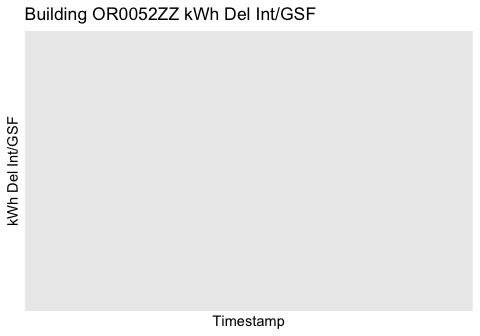 Building OR0052ZZ kWh Del Int/GSF
kWh Del Int/GSF
Timestamp